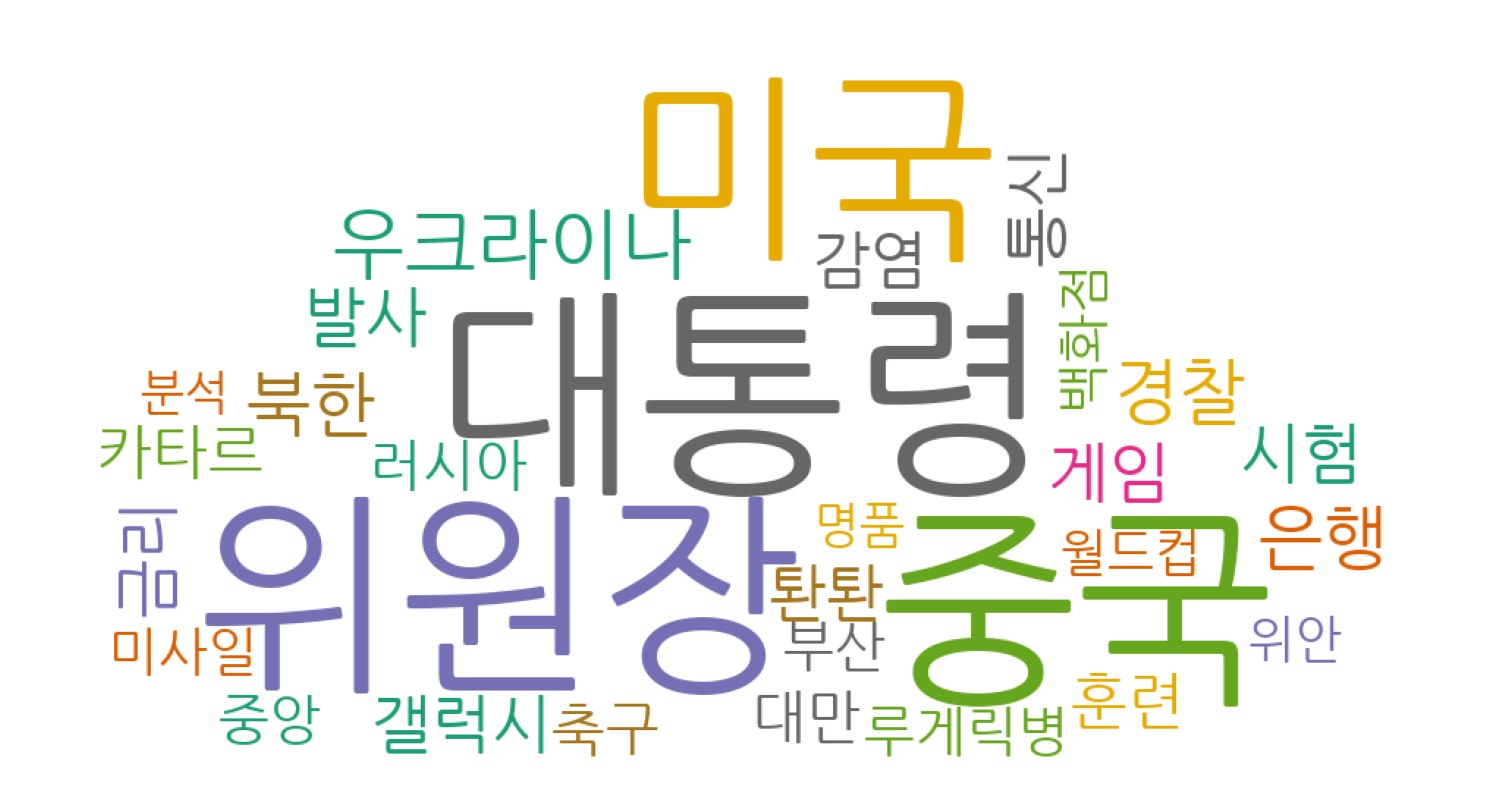 미국
통신
우크라이나
감염
발사
대통령
백화점
분석
북한
경찰
카타르
러시아
게임
시험
금리
위원장
명품
중국
월드컵
은행
톼톼
미사일
부산
위안
중앙
갤럭시
축구
대만
루게릭병
훈련